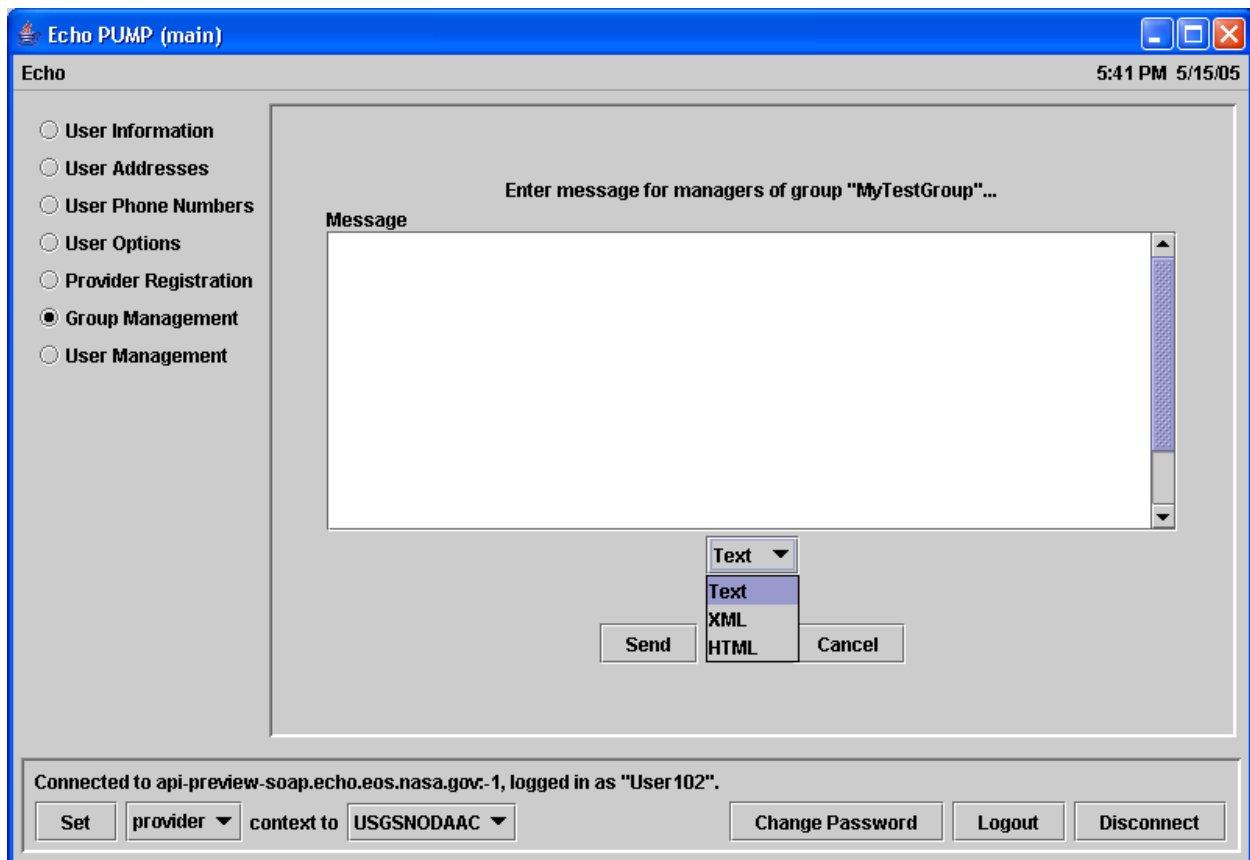 Echo PUMP (main)
Echo 5:41 PM 5/15/05
User Information
User Addresses
User Phone Numbers
User Options
Provider Registration
Group Management
User Management
Enter message for managers of group "MyTestGroup"...
Message
Text
Text
XML
HTML
Send Cancel
Connected to api-preview-soap.echo.eos.nasa.gov:-1, logged in as "User102".
Set provider context to USGSNODAAC Change Password Logout Disconnect